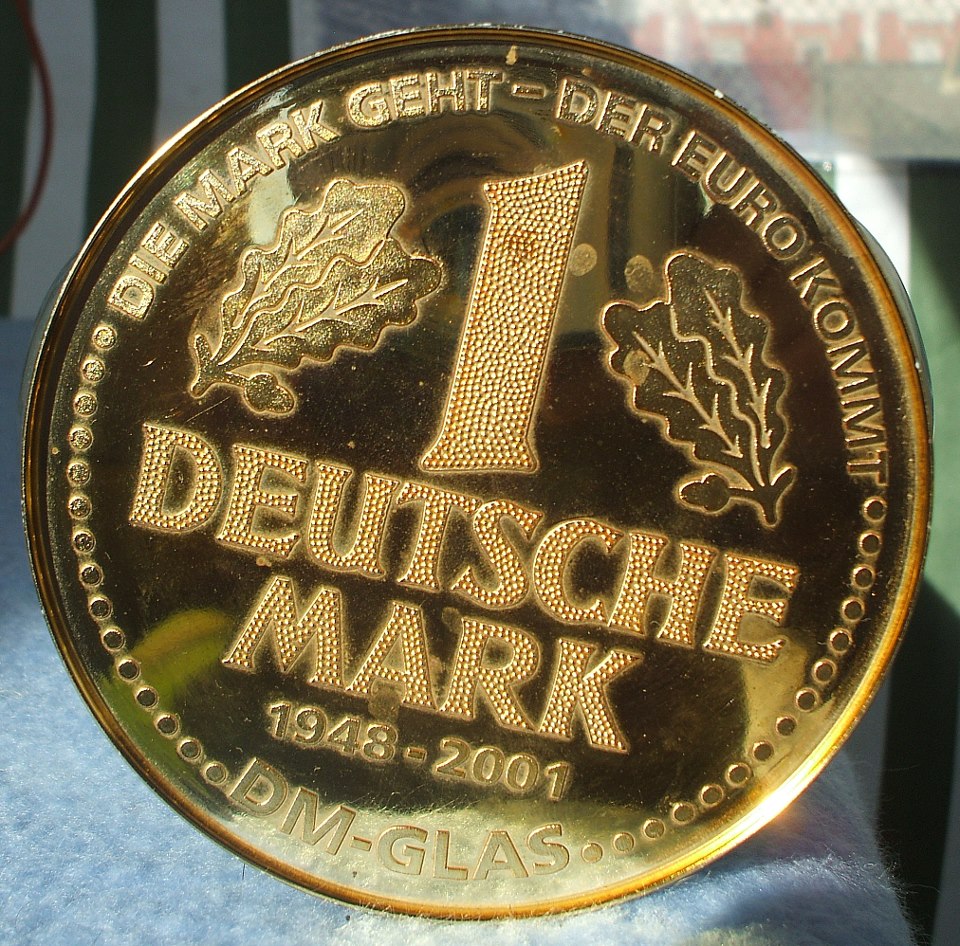 DIE MARK GEHT - DER EURO KOMMT
1
DEUTSCHE
MARK
1948 - 2001
DM-GLAS